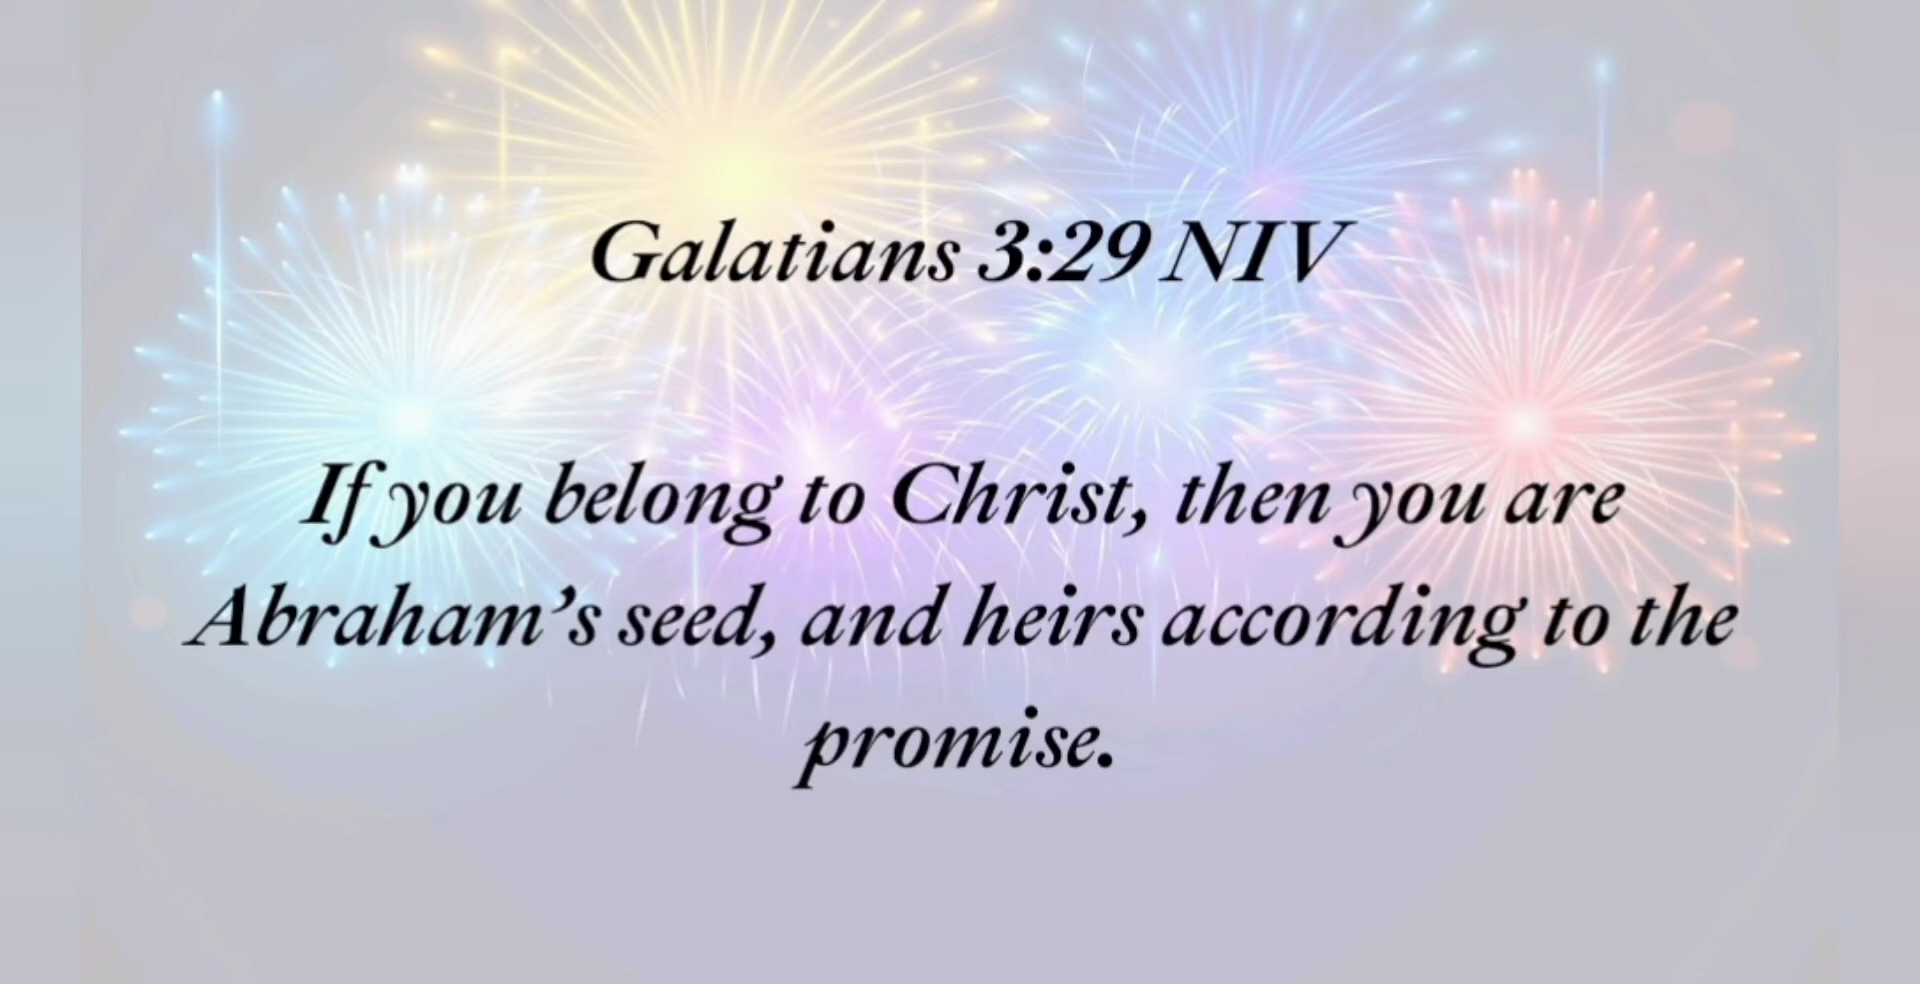 Galatians 3:29 NIV
If you belong to Christ, then you are
Abraham’s seed, and heirs according to the
promise.